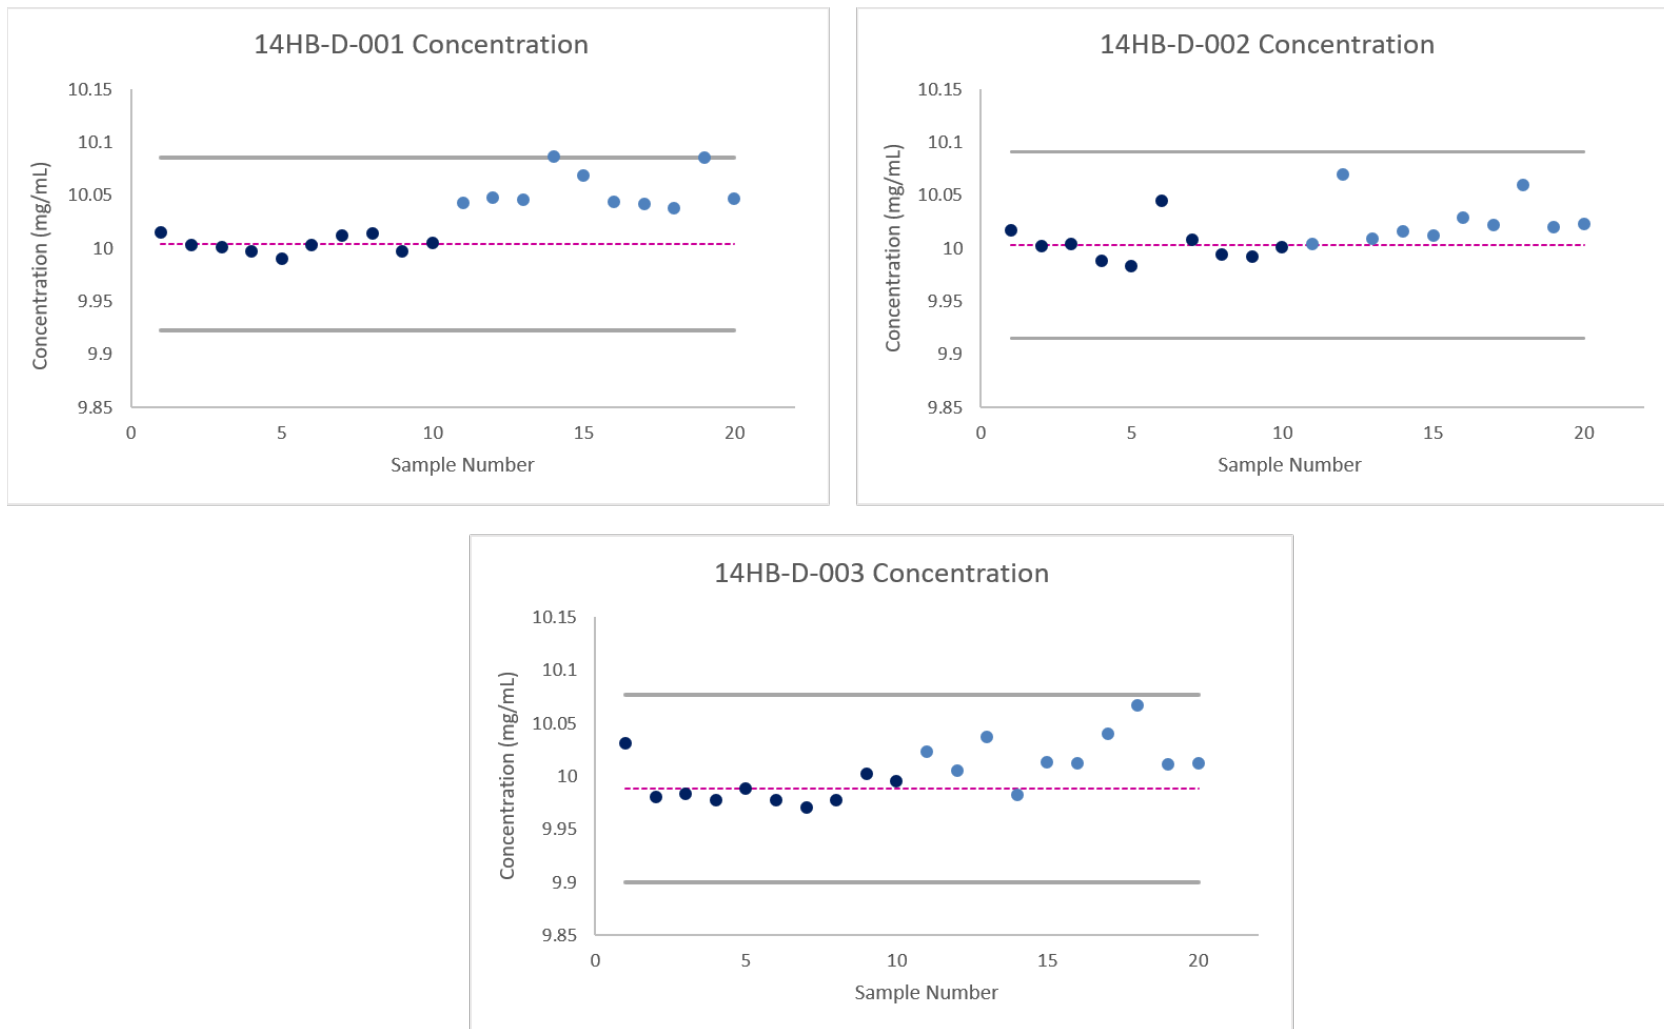 14HB-D-001 Concentration
Concentration (mg/mL)
10.15
10.1
10.05
10
9.95
9.9
9.85
0 5 10 15 20
Sample Number
14HB-D-002 Concentration
Concentration (mg/mL)
10.15
10.1
10.05
10
9.95
9.9
9.85
0 5 10 15 20
Sample Number
14HB-D-003 Concentration
Concentration (mg/mL)
10.15
10.1
10.05
10
9.95
9.9
9.85
0 5 10 15 20
Sample Number